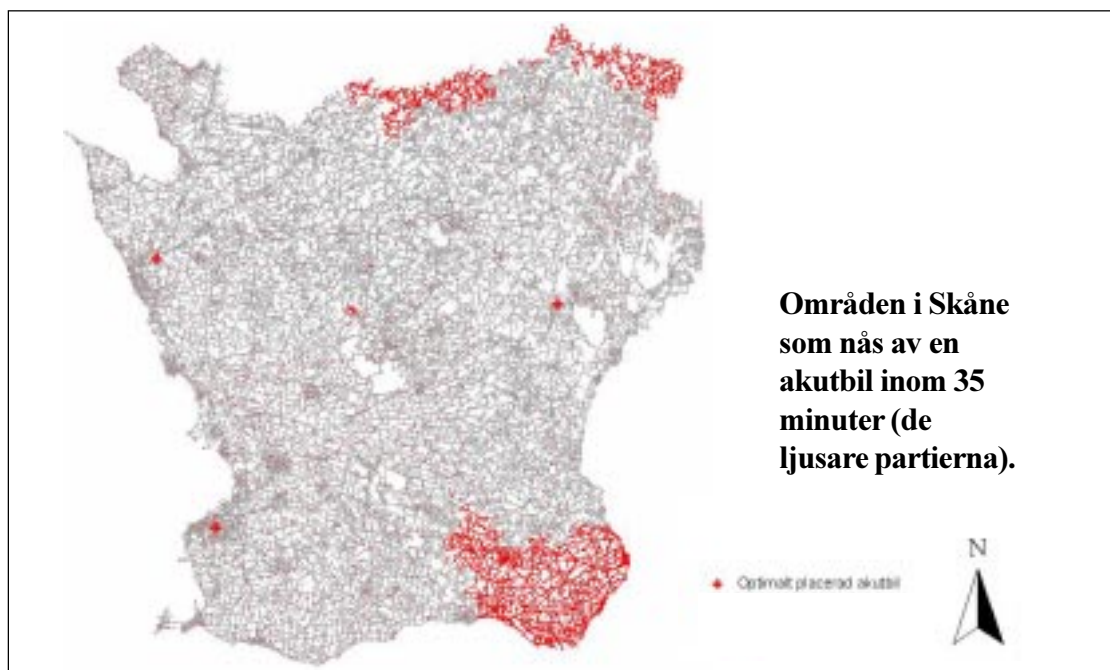 Områden i Skåne
som nås av en
akutbil inom 35
minuter (de
ljusare partierna).
N
Optimalt placerad akutbil